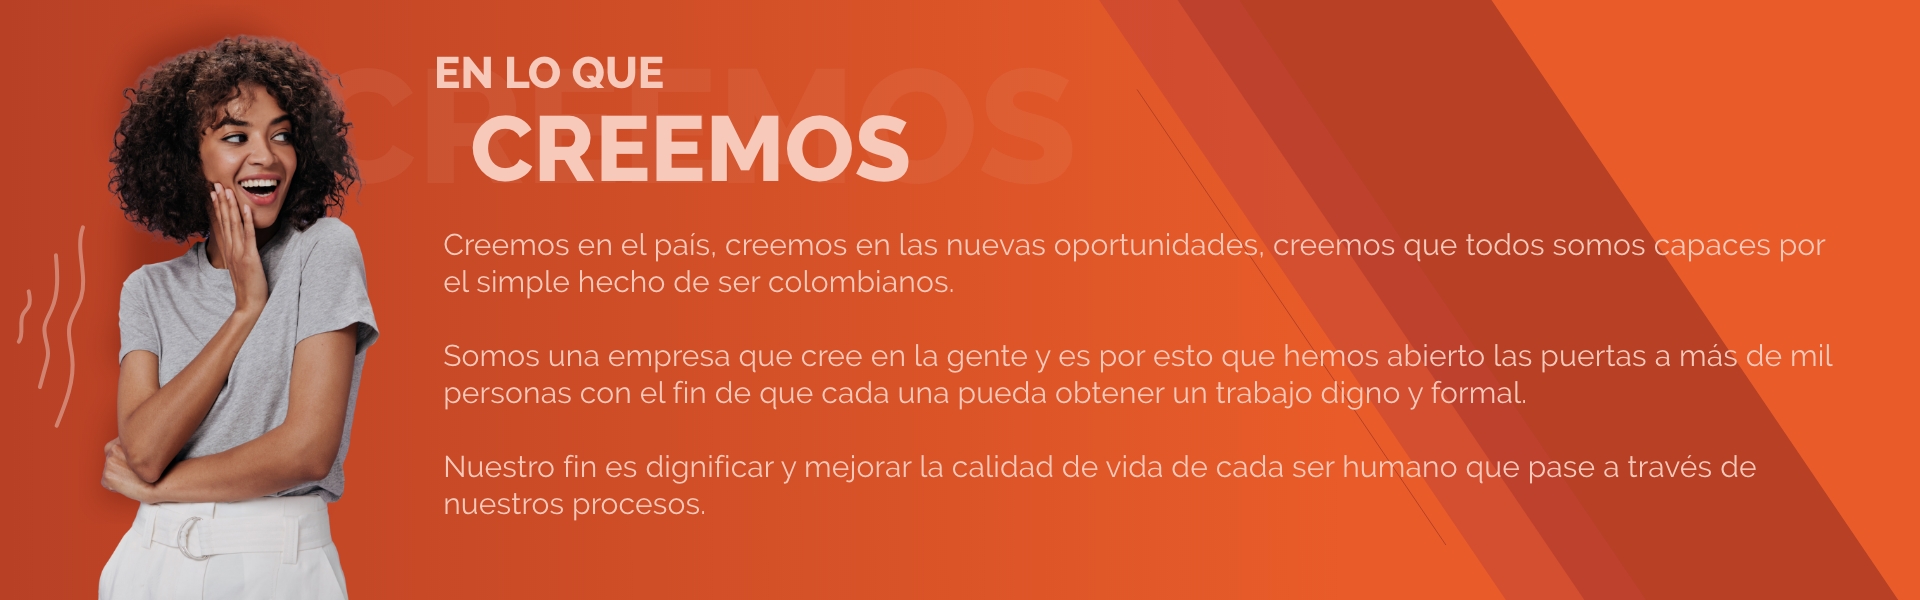 EN LO QUE
CREEMOS
Creemos en el país, creemos en las nuevas oportunidades, creemos que todos somos capaces por
el simple hecho de ser colombianos.
Somos una empresa que cree en la gente y es por esto que hemos abierto las puertas a más de mil
personas con el fin de que cada una pueda obtener un trabajo digno y formal.
Nuestro fin es dignificar y mejorar la calidad de vida de cada ser humano que pase a través de
nuestros procesos.